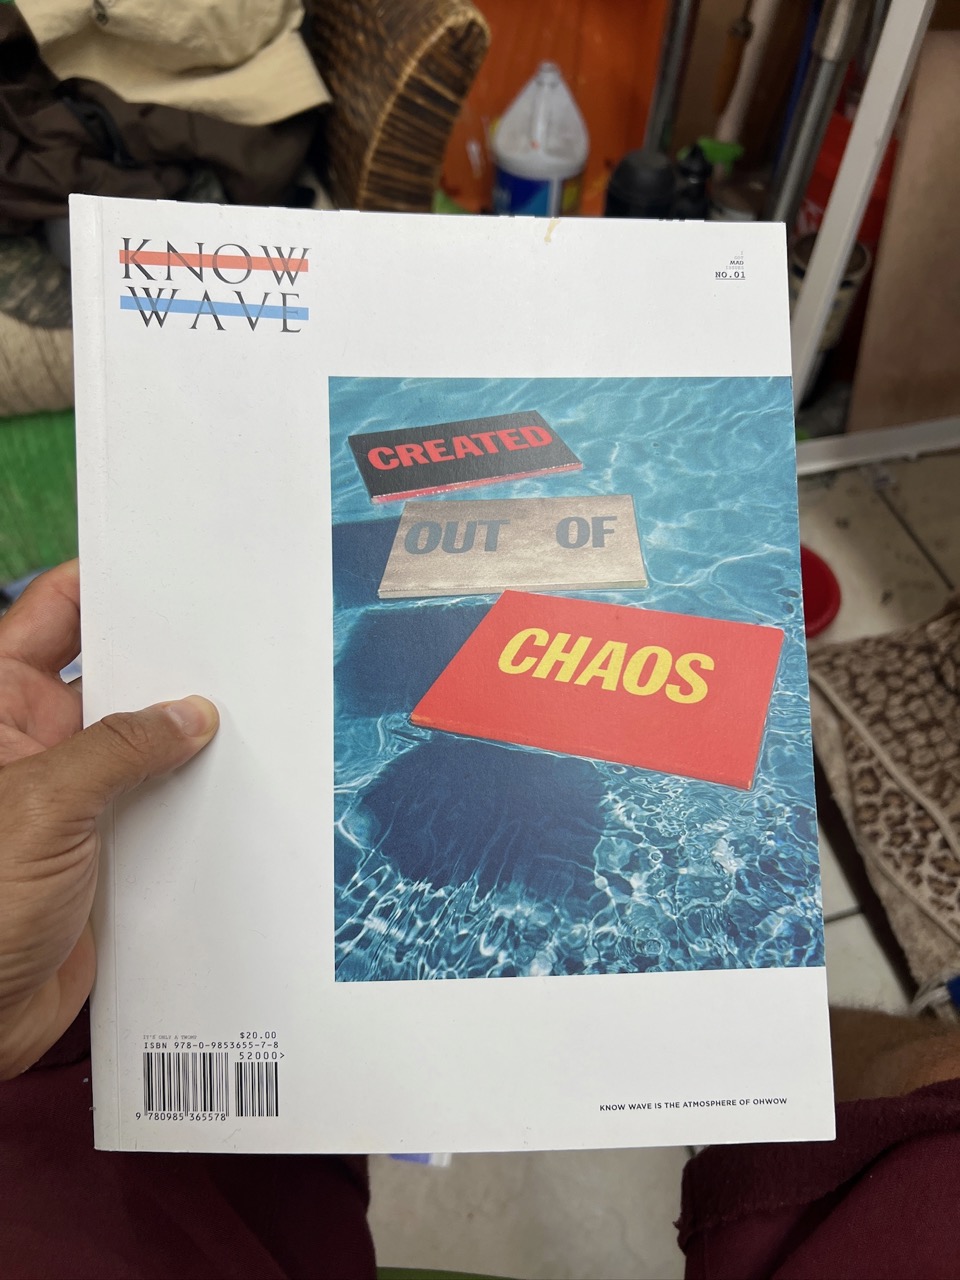 KNOW
WAVE
MAD
NO.01
CREATED
OUT OF
CHAOS
$20.00
ISBN 978-0-9853655-7-8
52000>
9 780985 365578
KNOW WAVE IS THE ATMOSPHERE OF OHWOW